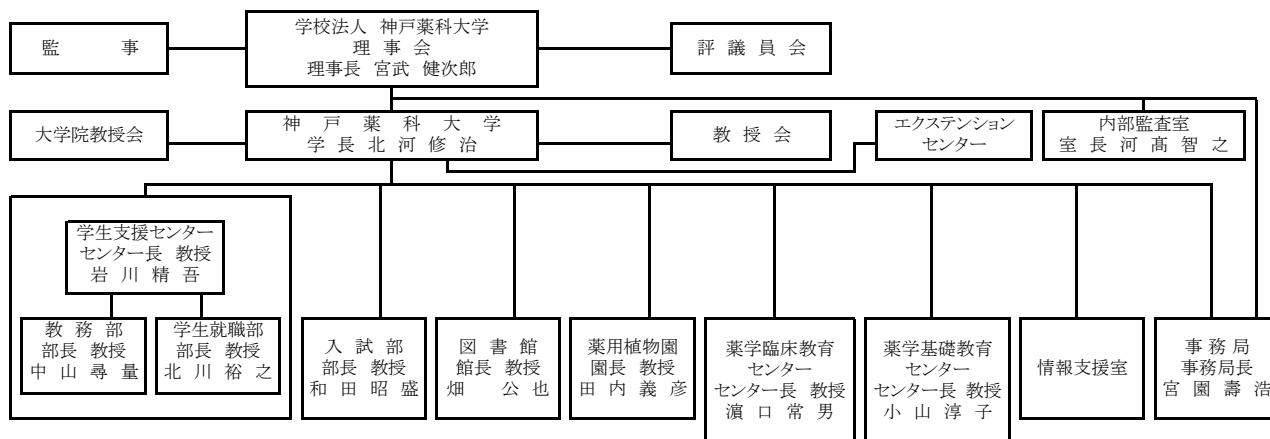 監 事
学校法人 神戸薬科大学
理 事 会
理事長 宮武 健次郎
評 議 員 会
大学院教授会
神 戸 薬 科 大 学
学 長 北 河 修 治
教 授 会
エクステンション
センター
内部監査室
室 長 河 髙 智 之
学生支援センター
センター長 教授
岩 川 精 吾
教 務 部
部長 教授
中 山 尋 量
学生就職部
部長 教授
北 川 裕 之
入 試 部
部長 教授
和 田 昭 盛
図 書 館
館長 教授
畑 公 也
薬用植物園
園長 教授
田 内 義 彦
薬学臨床教育
センター
センター長 教授
濵 口 常 男
薬学基礎教育
センター
センター長 教授
小 山 淳 子
情報支援室
事 務 局
事務局長
宮 園 壽 浩